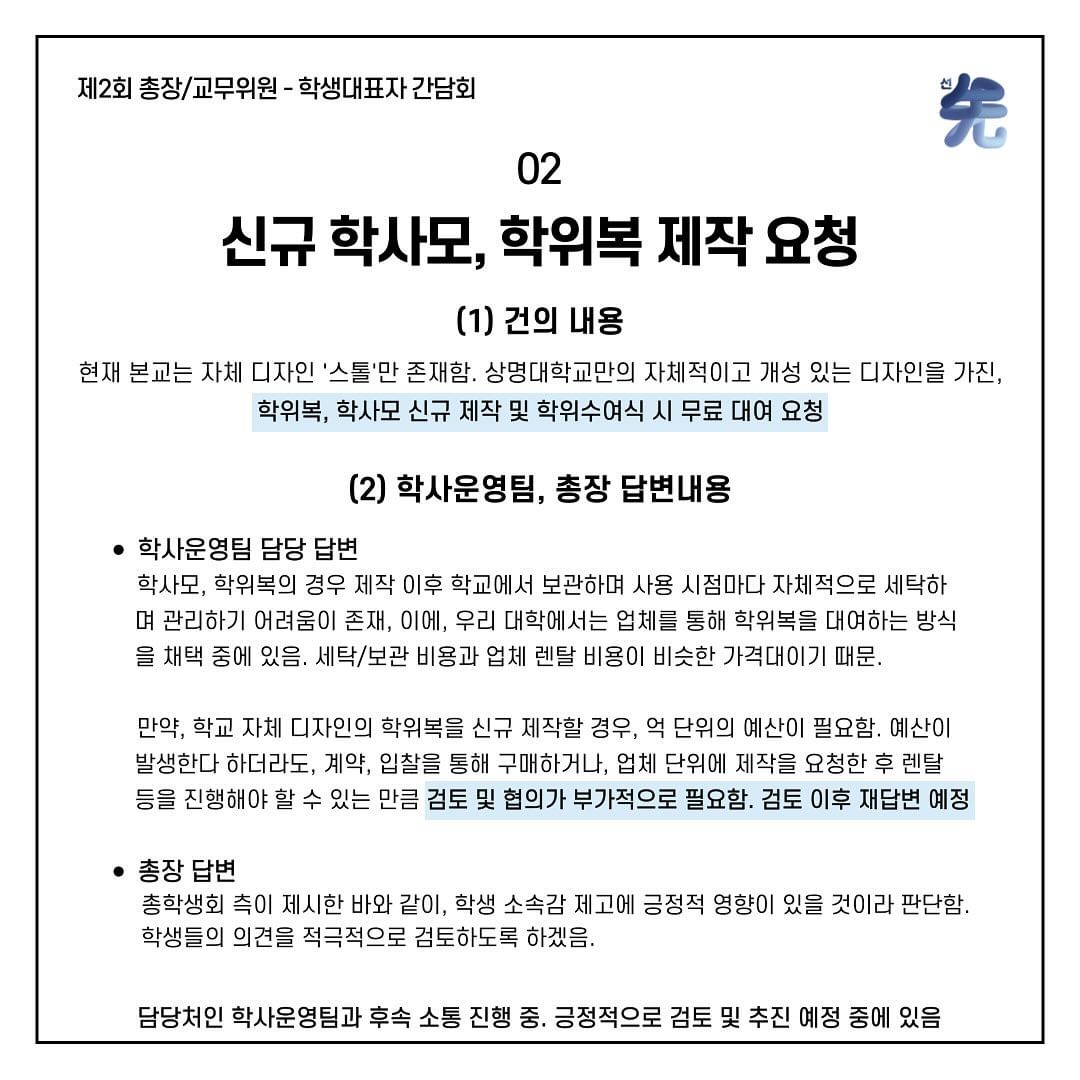 제2회 총장/교무위원 - 학생대표자 간담회
선
先
02
신규 학사모, 학위복 제작 요청
(1) 건의 내용
현재 본교는 자체 디자인 '스톨'만 존재함. 상명대학교만의 자체적이고 개성 있는 디자인을 가진,
학위복, 학사모 신규 제작 및 학위수여식 시 무료 대여 요청
(2) 학사운영팀, 총장 답변내용
• 학사운영팀 담당 답변
학사모, 학위복의 경우 제작 이후 학교에서 보관하며 사용 시점마다 자체적으로 세탁하
며 관리하기 어려움이 존재, 이에, 우리 대학에서는 업체를 통해 학위복을 대여하는 방식
을 채택 중에 있음. 세탁/보관 비용과 업체 렌탈 비용이 비슷한 가격대이기 때문.
만약, 학교 자체 디자인의 학위복을 신규 제작할 경우, 억 단위의 예산이 필요함. 예산이
발생한다 하더라도, 계약, 입찰을 통해 구매하거나, 업체 단위에 제작을 요청한 후 렌탈
등을 진행해야 할 수 있는 만큼 검토 및 협의가 부가적으로 필요함. 검토 이후 재답변 예정
• 총장 답변
총학생회 측이 제시한 바와 같이, 학생 소속감 제고에 긍정적 영향이 있을 것이라 판단함.
학생들의 의견을 적극적으로 검토하도록 하겠음.
담당처인 학사운영팀과 후속 소통 진행 중. 긍정적으로 검토 및 추진 예정 중에 있음